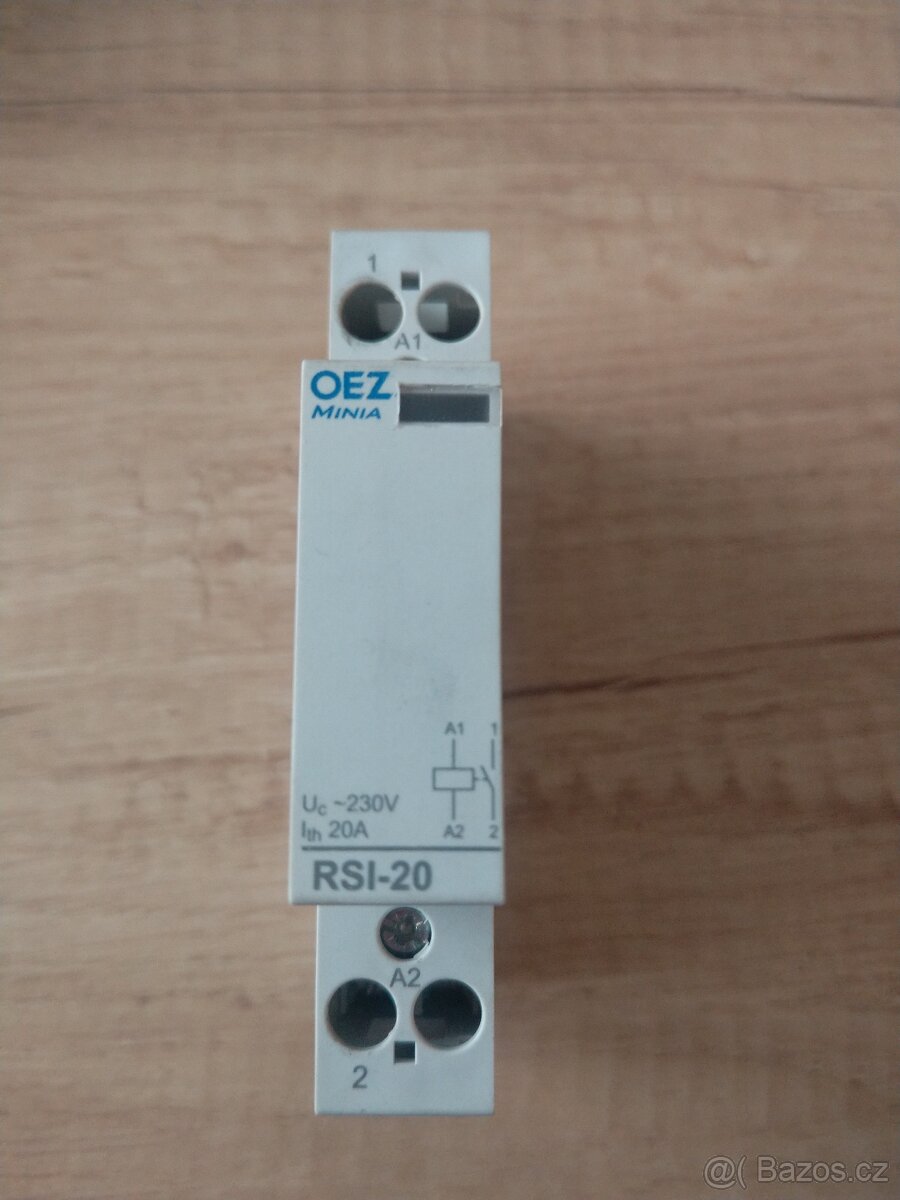 1
A1
OEZ
MINIA
A1 1
Uc ~230V
Ith 20A
A2 2
RSI-20
A2
2
@( Bazos.cz